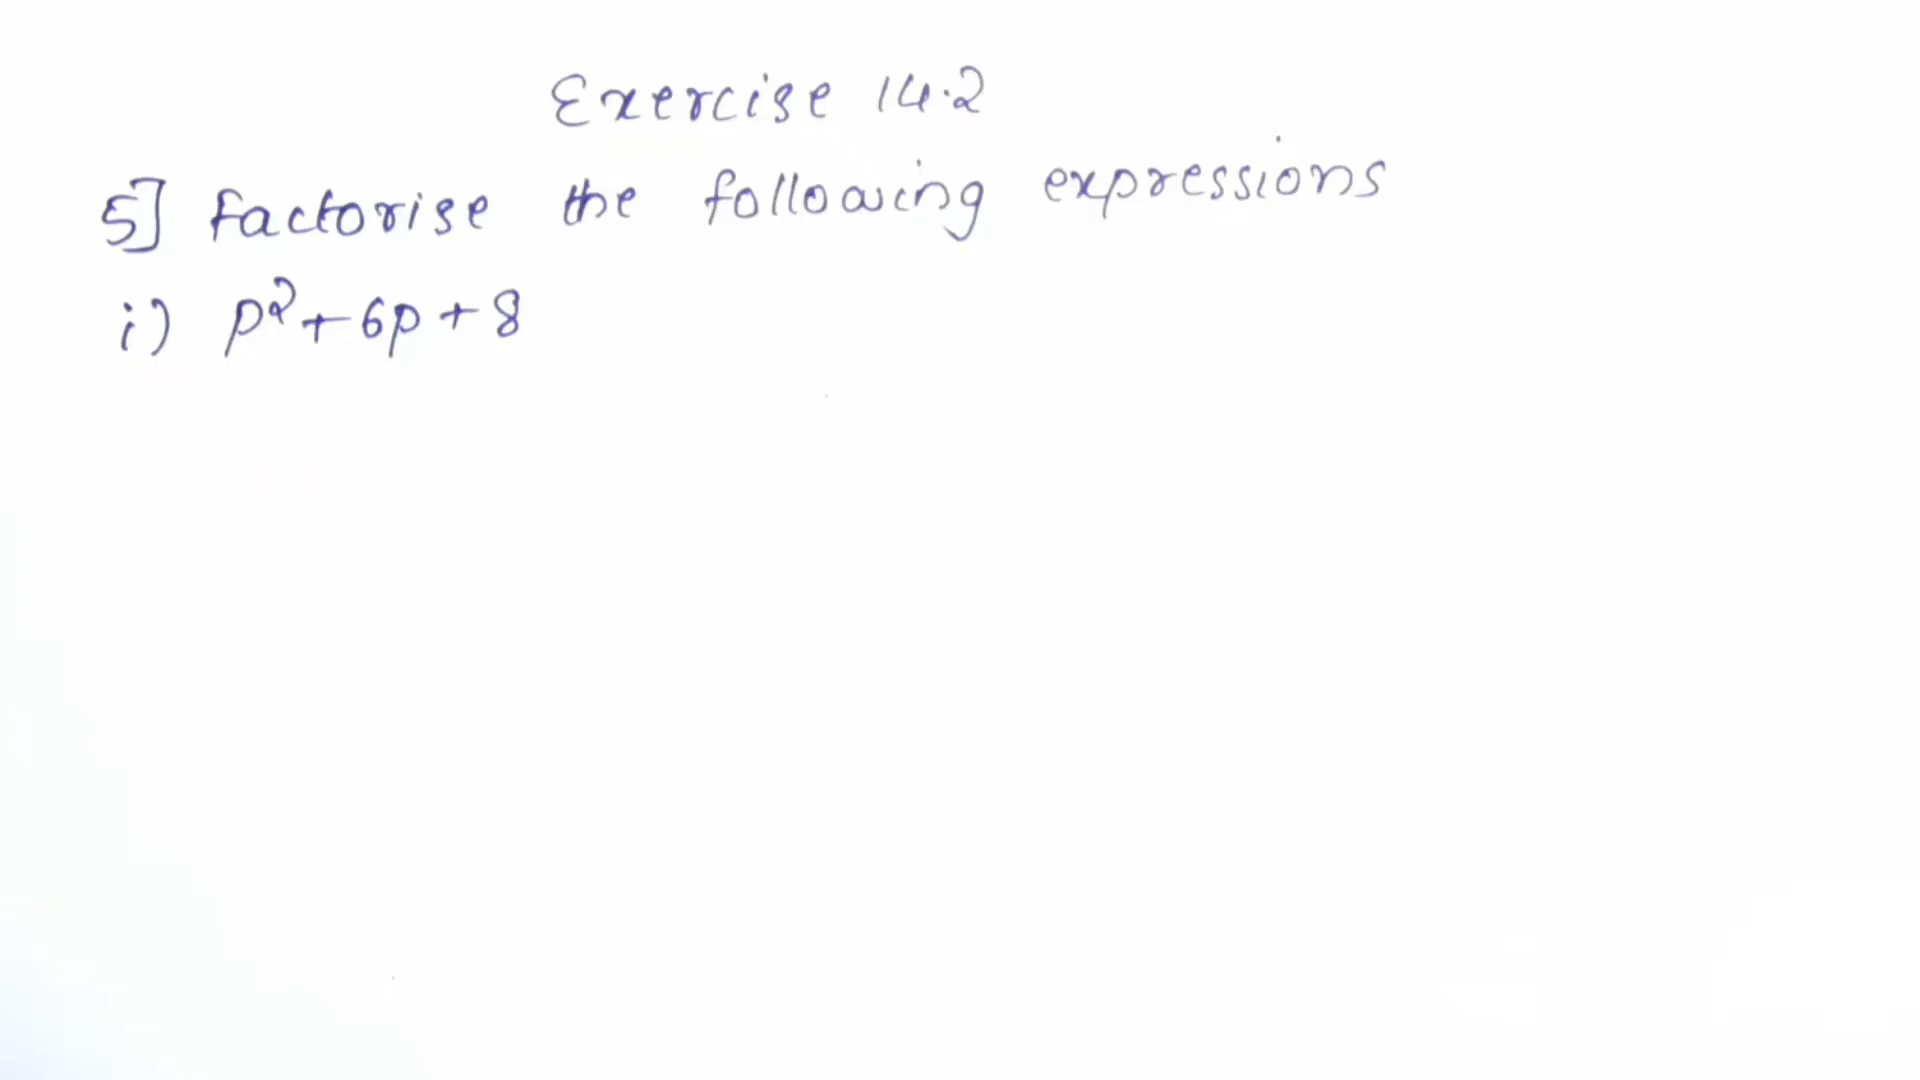 Exercise 14.2
5] Factorise the following expressions
i) p²+6p+8